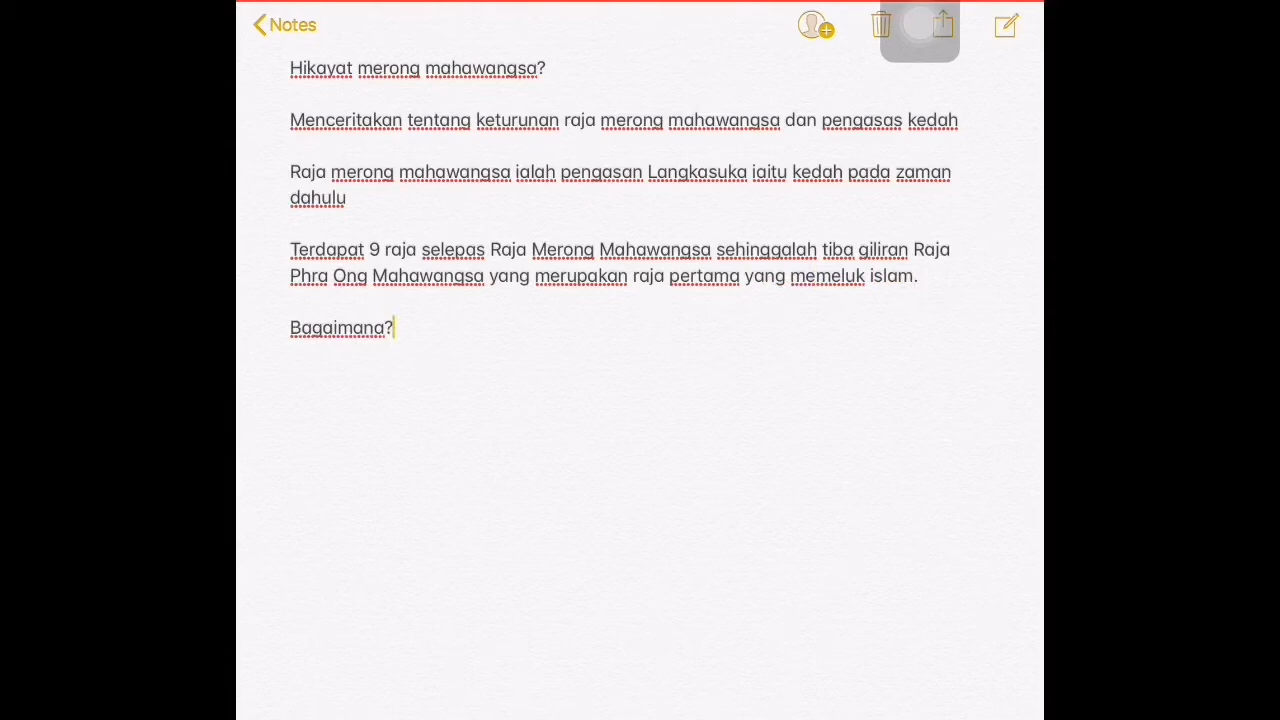 Notes
Hikayat merong mahawangsa?
Menceritakan tentang keturunan raja merong mahawangsa dan pengasas kedah
Raja merong mahawangsa ialah pengasan Langkasuka iaitu kedah pada zaman
dahulu
Terdapat 9 raja selepas Raja Merong Mahawangsa sehinggalah tiba giliran Raja
Phra Ong Mahawangsa yang merupakan raja pertama yang memeluk islam.
Bagaimana?